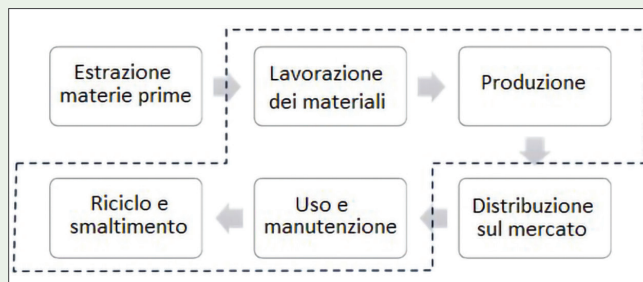 Estrazione
materie prime
Lavorazione
dei materiali
Produzione
Riciclo e
smaltimento
Uso e
manutenzione
Distribuzione
sul mercato